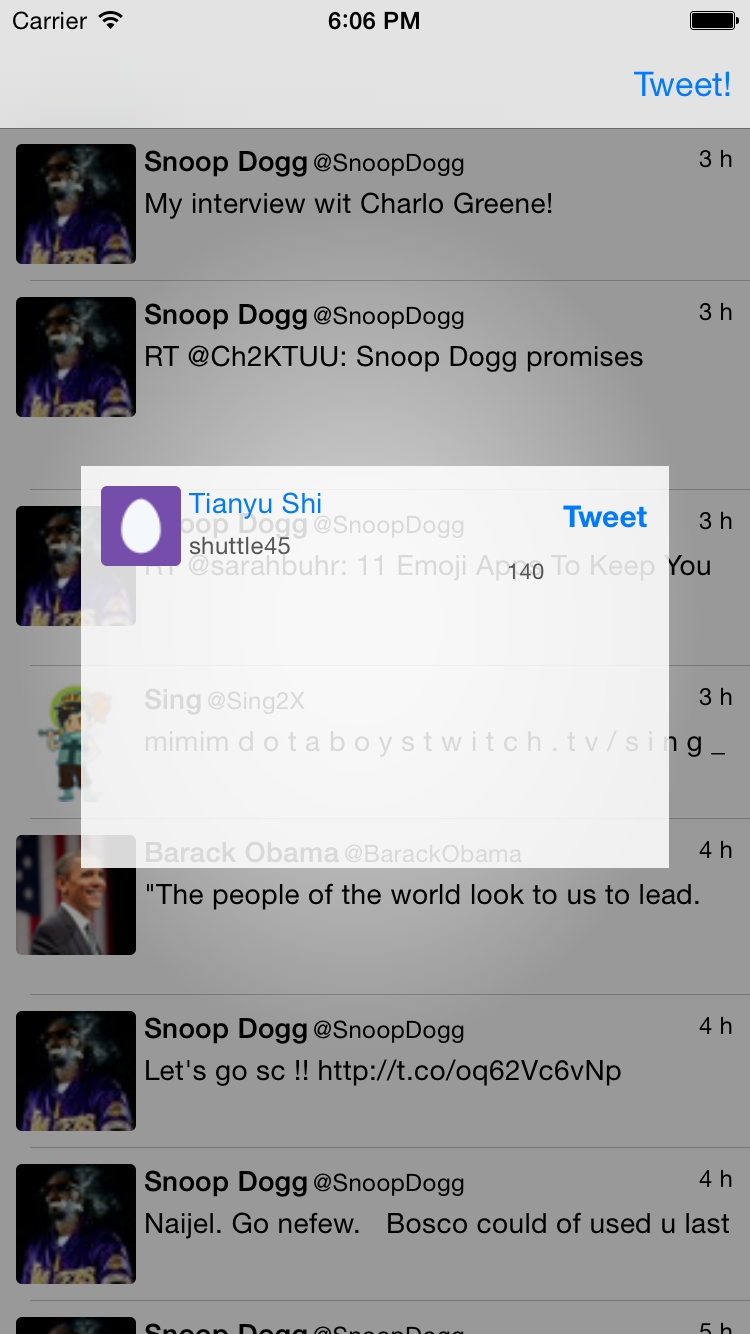 Carrier 6:06 PM
Tweet!
Snoop Dogg @SnoopDogg 3 h
My interview wit Charlo Greene!
Snoop Dogg @SnoopDogg 3 h
RT @Ch2KTUU: Snoop Dogg promises
Tianyu Shi
Tweet
shuttle45
140
oop Dogg @SnoopDogg 3 h
RT @sarahbuhr: 11 Emoji Apps To Keep You
Sing @Sing2X 3 h
mimim d o t a b o y s t w i t c h . t v / s i n g _
Barack Obama @BarackObama 4 h
"The people of the world look to us to lead.
Snoop Dogg @SnoopDogg 4 h
Let's go sc !! http://t.co/oq62Vc6vNp
Snoop Dogg @SnoopDogg 4 h
Naijel. Go nefew.   Bosco could of used u last
Snoop Dogg @SnoopDogg 5 h